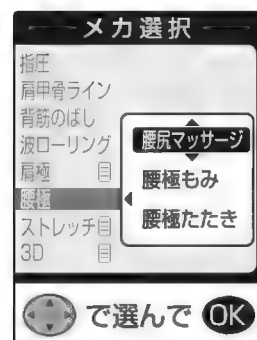 メカ選択
指圧
肩甲骨ライン
背筋のばし
波ローリング
肩極
腰極
ストレッチ
3D
腰尻マッサージ
腰極もみ
腰極たたき
で選んで OK